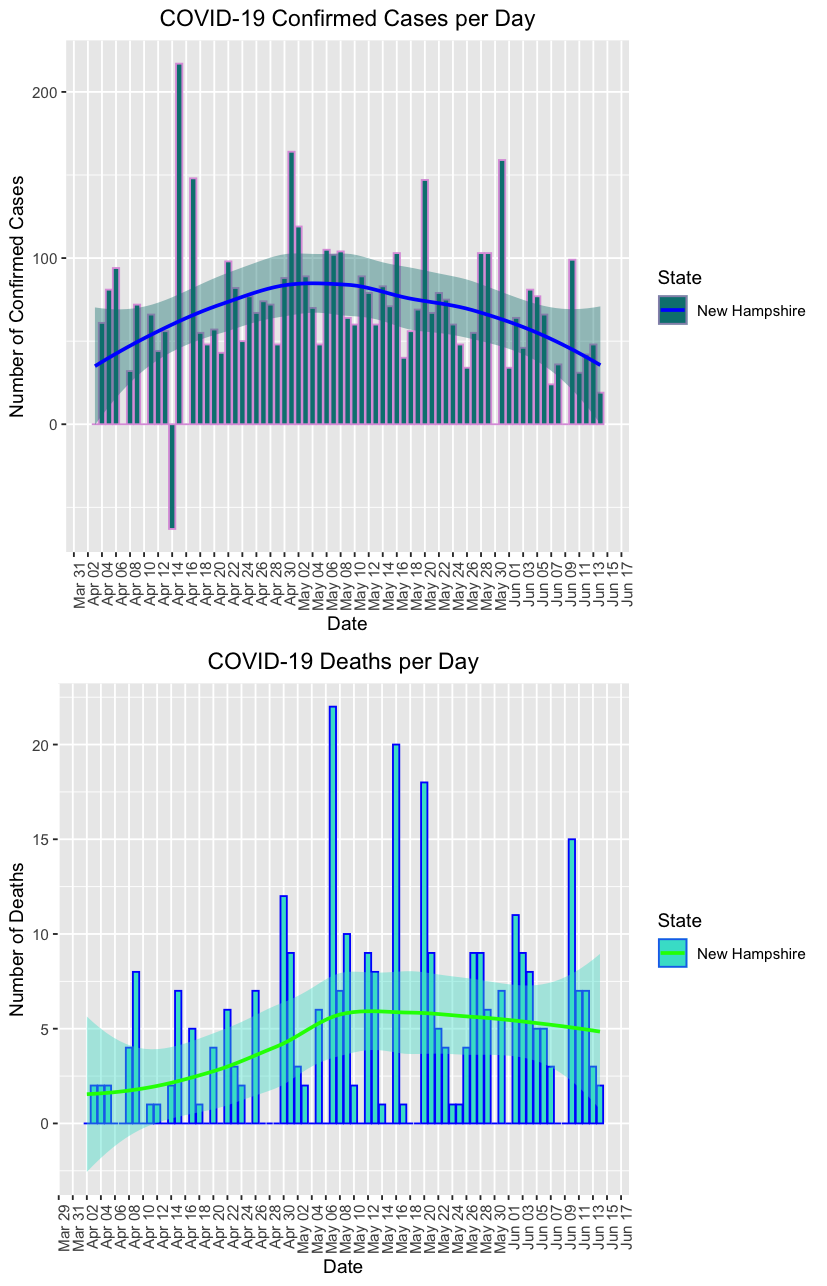 COVID-19 Confirmed Cases per Day
Number of Confirmed Cases
200
100
0
Mar 31
Apr 02
Apr 04
Apr 06
Apr 08
Apr 10
Apr 12
Apr 14
Apr 16
Apr 18
Apr 20
Apr 22
Apr 24
Apr 26
Apr 28
Apr 30
May 02
May 04
May 06
May 08
May 10
May 12
May 14
May 16
May 18
May 20
May 22
May 24
May 26
May 28
May 30
Jun 01
Jun 03
Jun 05
Jun 07
Jun 09
Jun 11
Jun 13
Jun 15
Jun 17
Date
State
New Hampshire
COVID-19 Deaths per Day
Number of Deaths
20
15
10
5
0
Mar 29
Mar 31
Apr 02
Apr 04
Apr 06
Apr 08
Apr 10
Apr 12
Apr 14
Apr 16
Apr 18
Apr 20
Apr 22
Apr 24
Apr 26
Apr 28
Apr 30
May 02
May 04
May 06
May 08
May 10
May 12
May 14
May 16
May 18
May 20
May 22
May 24
May 26
May 28
May 30
Jun 01
Jun 03
Jun 05
Jun 07
Jun 09
Jun 11
Jun 13
Jun 15
Jun 17
Date
State
New Hampshire